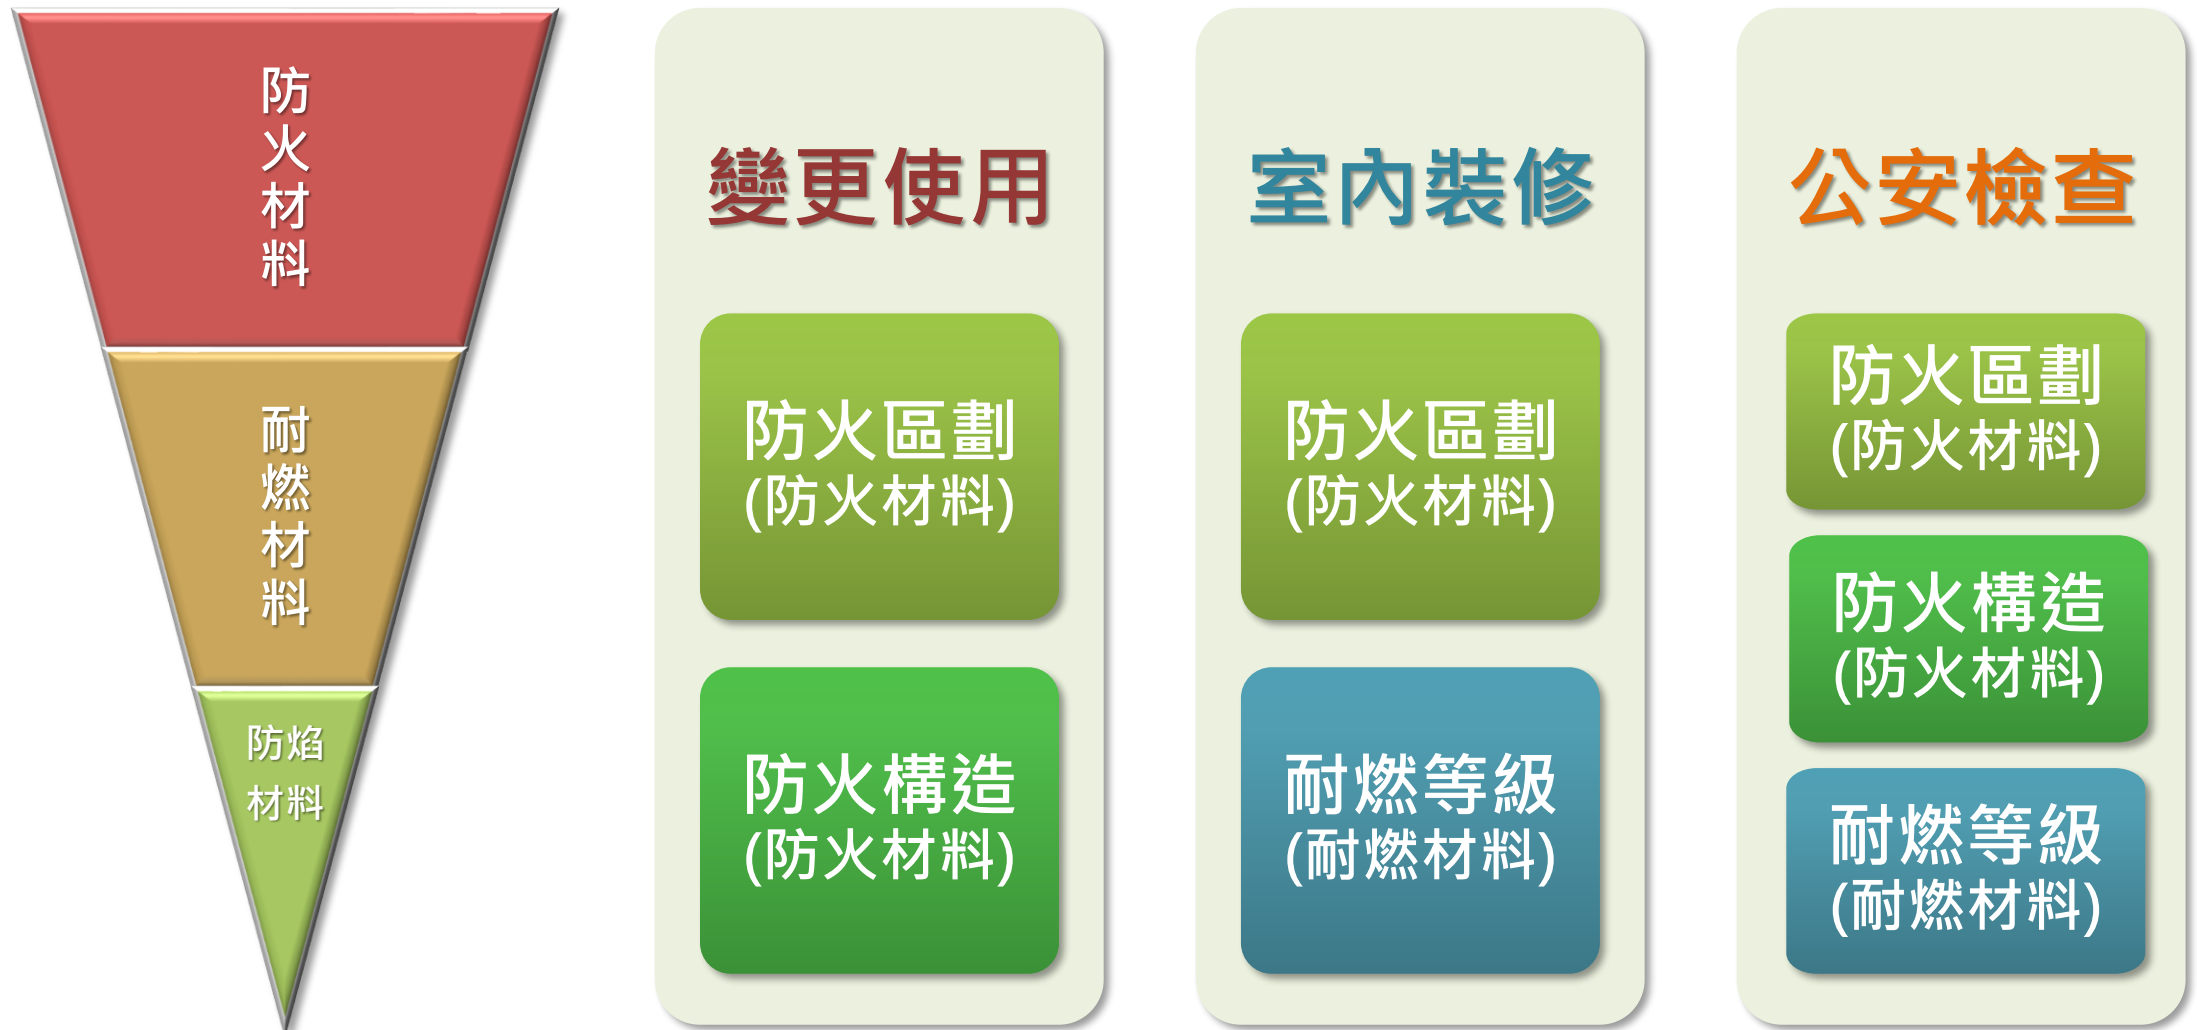 防
火
材
料
耐
燃
材
料
防焰
材料
變更使用
防火區劃
(防火材料)
防火構造
(防火材料)
室內裝修
防火區劃
(防火材料)
耐燃等級
(耐燃材料)
公安檢查
防火區劃
(防火材料)
防火構造
(防火材料)
耐燃等級
(耐燃材料)